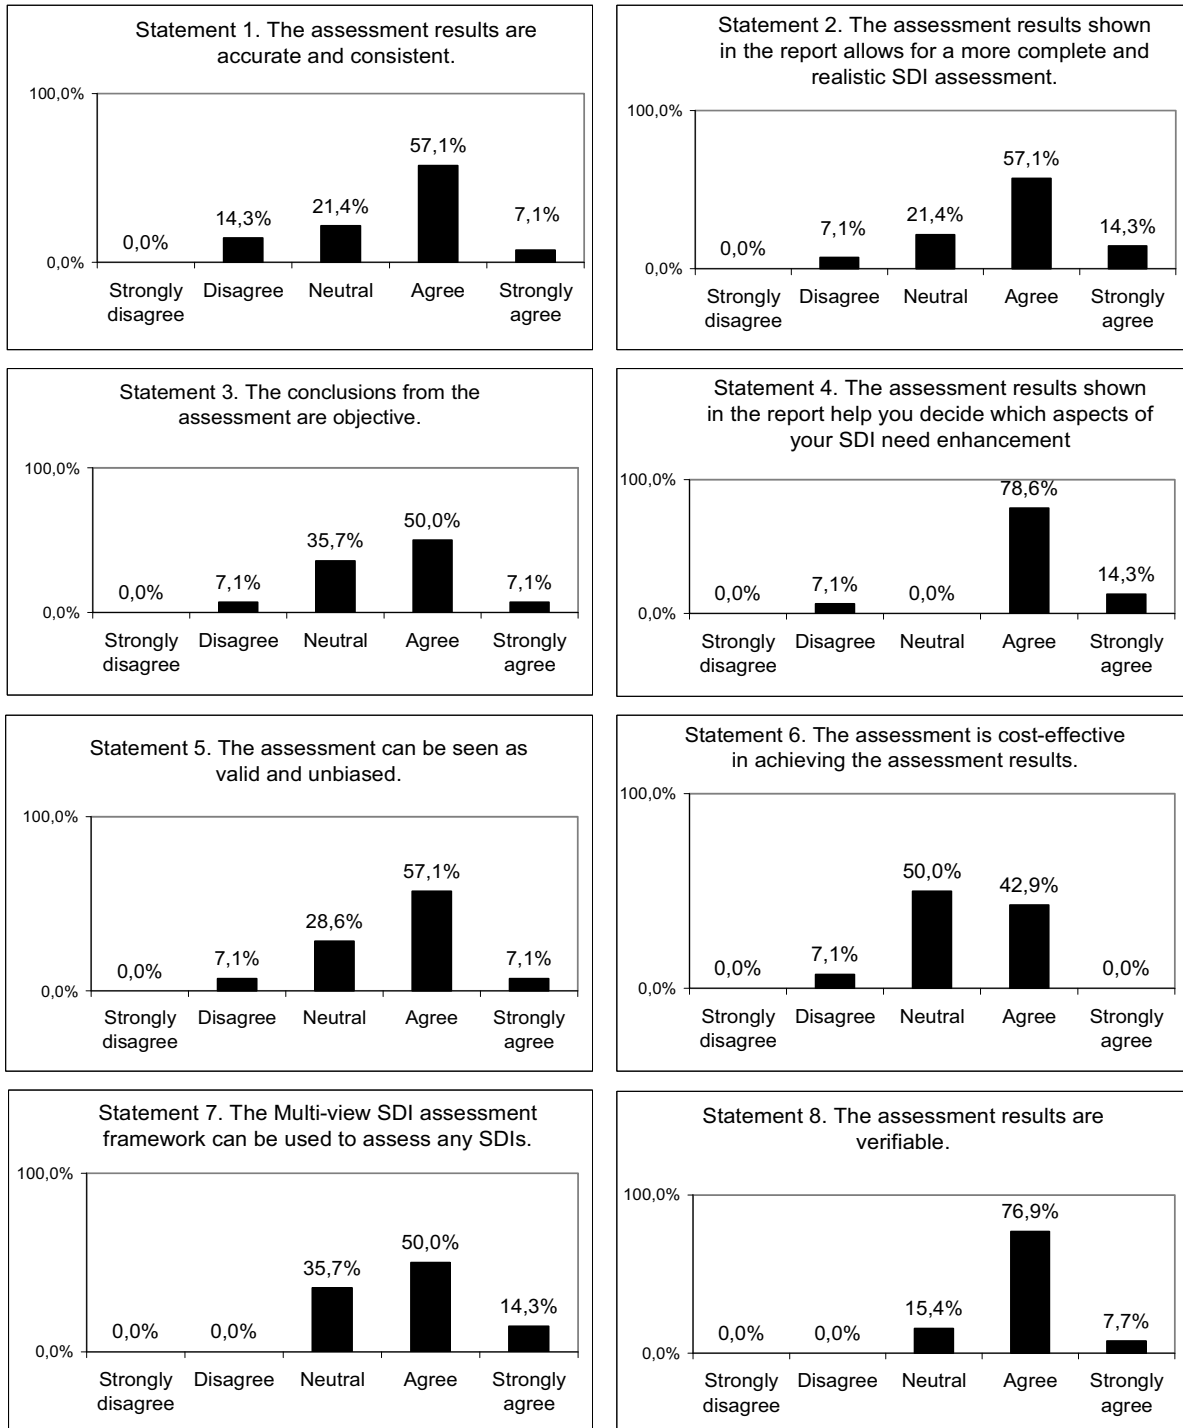 Statement 1. The assessment results are
accurate and consistent.
100,0%
57,1%
21,4%
14,3%
7,1%
0,0%
0,0%
Strongly disagree
Disagree
Neutral
Agree
Strongly agree
Statement 2. The assessment results shown
in the report allows for a more complete and
realistic SDI assessment.
100,0%
57,1%
21,4%
14,3%
7,1%
0,0%
0,0%
Strongly disagree
Disagree
Neutral
Agree
Strongly agree
Statement 3. The conclusions from the
assessment are objective.
100,0%
50,0%
35,7%
7,1%
7,1%
0,0%
0,0%
Strongly disagree
Disagree
Neutral
Agree
Strongly agree
Statement 4. The assessment results shown
in the report help you decide which aspects of
your SDI need enhancement
100,0%
78,6%
14,3%
7,1%
0,0%
0,0%
0,0%
Strongly disagree
Disagree
Neutral
Agree
Strongly agree
Statement 5. The assessment can be seen as
valid and unbiased.
100,0%
57,1%
28,6%
7,1%
7,1%
0,0%
0,0%
Strongly disagree
Disagree
Neutral
Agree
Strongly agree
Statement 6. The assessment is cost-effective
in achieving the assessment results.
100,0%
50,0%
42,9%
7,1%
0,0%
0,0%
0,0%
Strongly disagree
Disagree
Neutral
Agree
Strongly agree
Statement 7. The Multi-view SDI assessment
framework can be used to assess any SDIs.
100,0%
50,0%
35,7%
14,3%
0,0%
0,0%
0,0%
Strongly disagree
Disagree
Neutral
Agree
Strongly agree
Statement 8. The assessment results are
verifiable.
100,0%
76,9%
15,4%
7,7%
0,0%
0,0%
0,0%
Strongly disagree
Disagree
Neutral
Agree
Strongly agree